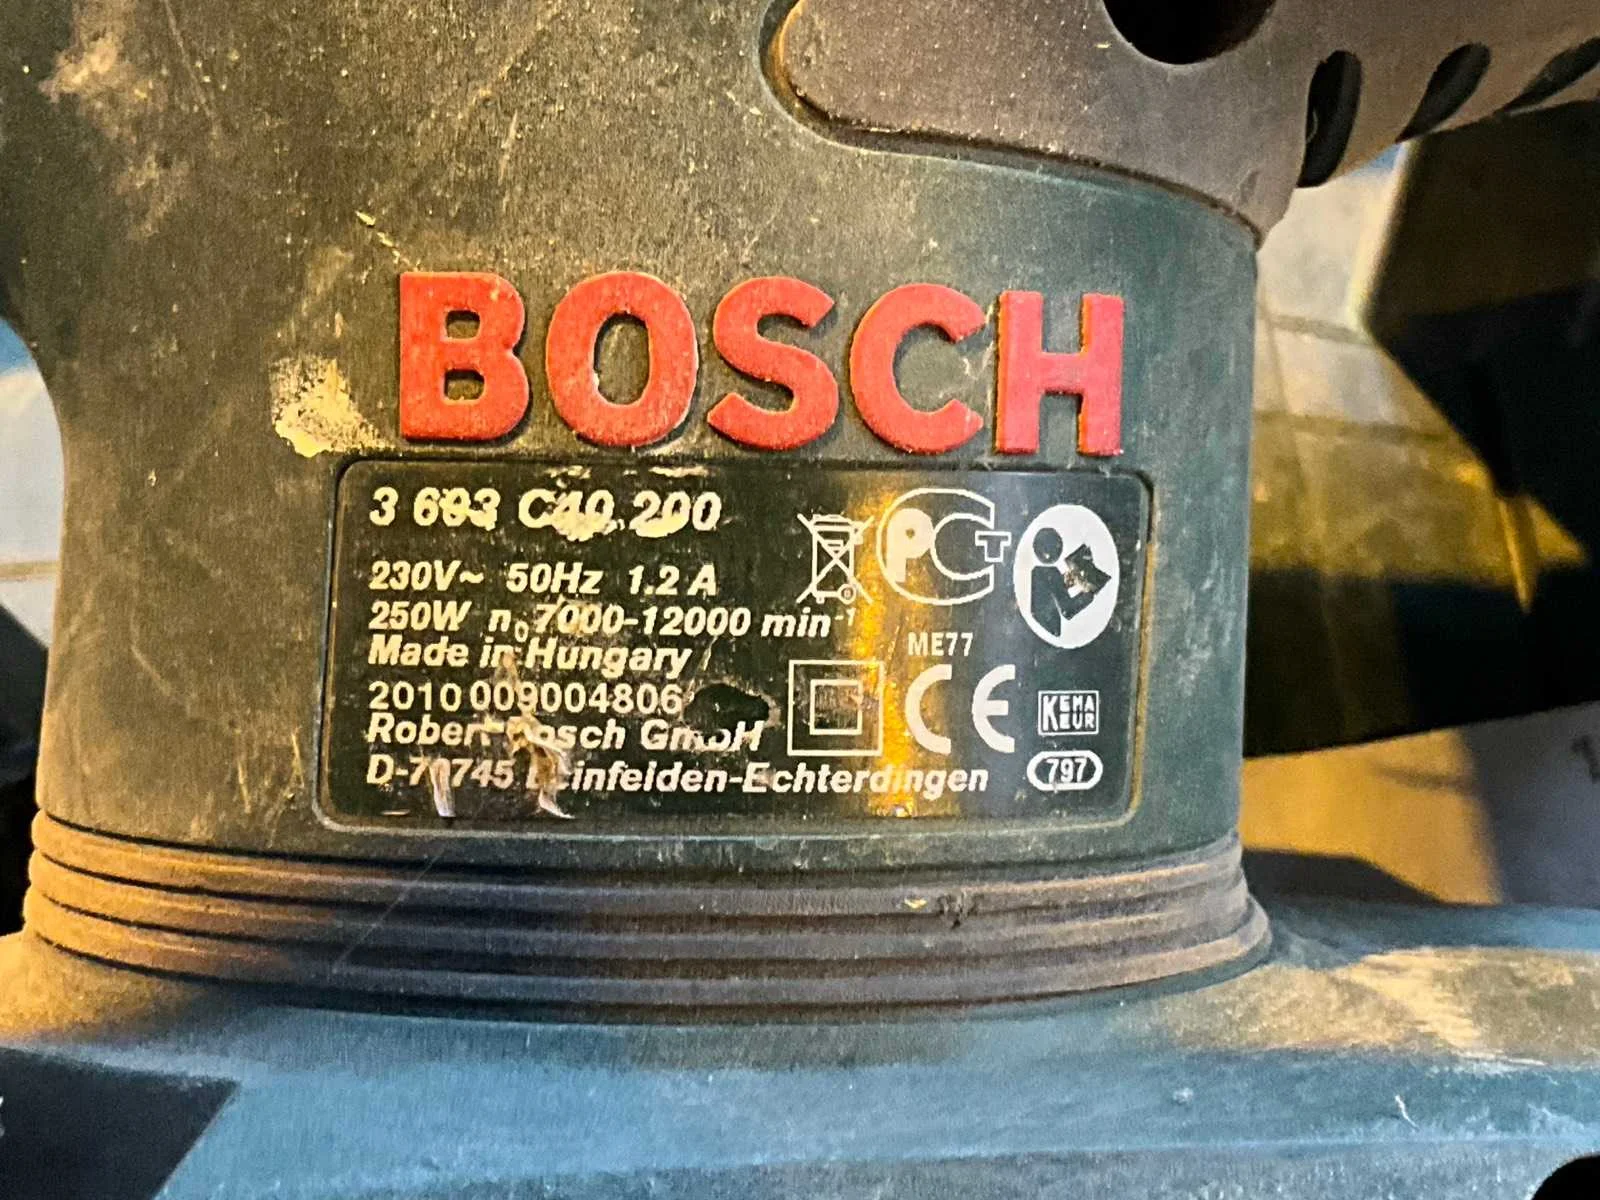 BOSCH
3 603 C40 200
230V~ 50Hz 1.2 A
250W n₀ 7000-12000 min⁻¹
Made in Hungary
2010 009004806
Robert Bosch GmbH
D-70745 Leinfelden-Echterdingen
PCT
ME77
CE
KEMA
KEUR
797